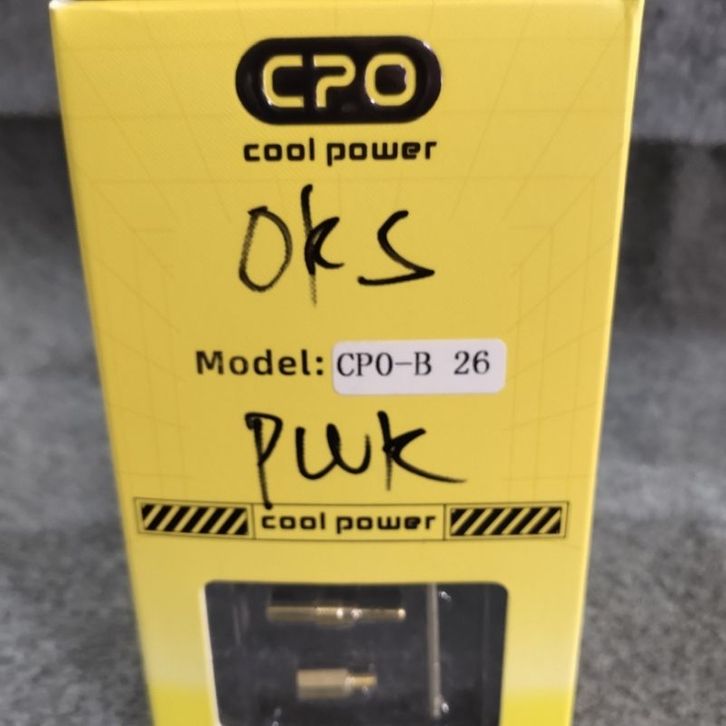 CPO
cool power
OKS
Model: CPO-B 26
PWK
cool power